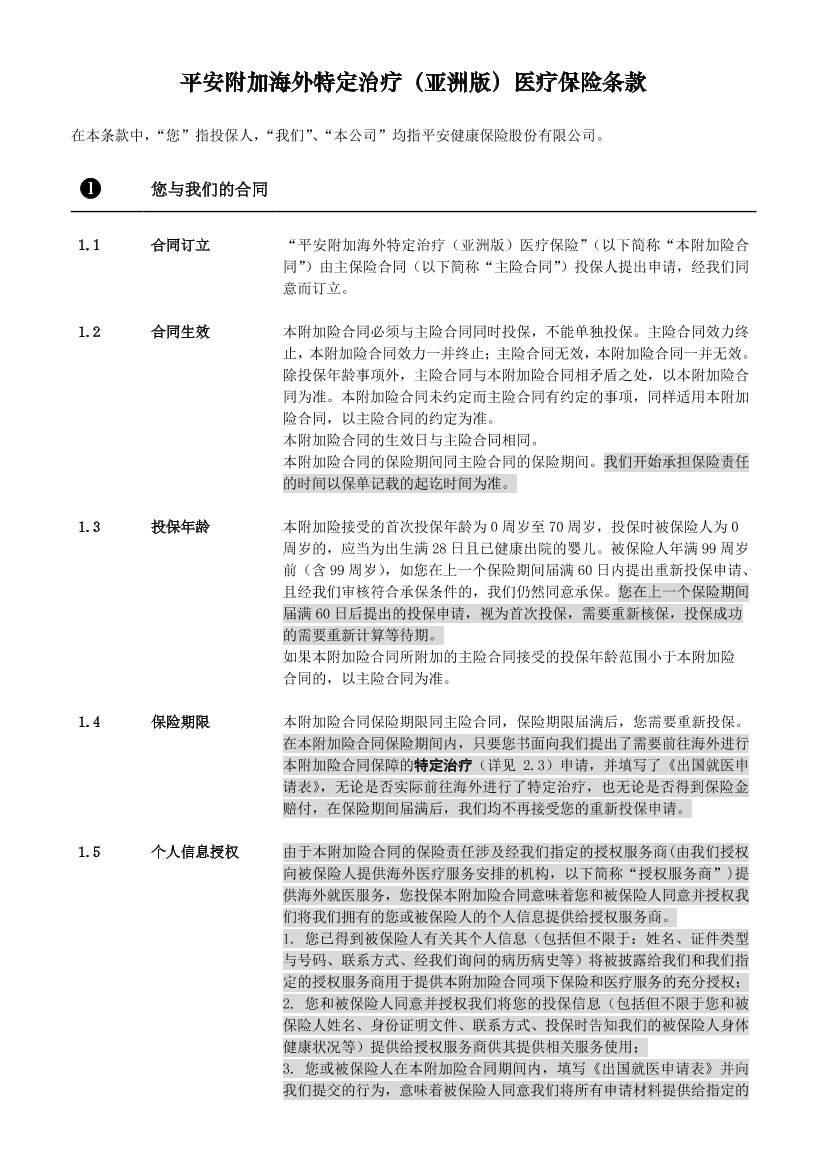 平安附加海外特定治疗（亚洲版）医疗保险条款
在本条款中，“您”指投保人，“我们”、“本公司”均指平安健康保险股份有限公司。
❶ 您与我们的合同
1.1 合同订立 “平安附加海外特定治疗（亚洲版）医疗保险”（以下简称“本附加险合
同”）由主保险合同（以下简称“主险合同”）投保人提出申请，经我们同
意而订立。
1.2 合同生效 本附加险合同必须与主险合同同时投保，不能单独投保。主险合同效力终
止，本附加险合同效力一并终止；主险合同无效，本附加险合同一并无效。
除投保年龄事项外，主险合同与本附加险合同相矛盾之处，以本附加险合
同为准。本附加险合同未约定而主险合同有约定的事项，同样适用本附加
险合同，以主险合同的约定为准。
本附加险合同的生效日与主险合同相同。
本附加险合同的保险期间同主险合同的保险期间。我们开始承担保险责任
的时间以保单记载的起讫时间为准。
1.3 投保年龄 本附加险接受的首次投保年龄为 0 周岁至 70 周岁，投保时被保险人为 0
周岁的，应当为出生满 28 日且已健康出院的婴儿。被保险人年满 99 周岁
前（含 99 周岁），如您在上一个保险期间届满 60 日内提出重新投保申请、
且经我们审核符合承保条件的，我们仍然同意承保。您在上一个保险期间
届满 60 日后提出的投保申请，视为首次投保，需要重新核保，投保成功
的需要重新计算等待期。
如果本附加险合同所附加的主险合同接受的投保年龄范围小于本附加险
合同的，以主险合同为准。
1.4 保险期限 本附加险合同保险期限同主险合同，保险期限届满后，您需要重新投保。
在本附加险合同保险期间内，只要您书面向我们提出了需要前往海外进行
本附加险合同保障的特定治疗（详见 2.3）申请，并填写了《出国就医申
请表》，无论是否实际前往海外进行了特定治疗，也无论是否得到保险金
赔付，在保险期间届满后，我们均不再接受您的重新投保申请。
1.5 个人信息授权 由于本附加险合同的保险责任涉及经我们指定的授权服务商(由我们授权
向被保险人提供海外医疗服务安排的机构，以下简称“授权服务商”)提
供海外就医服务，您投保本附加险合同意味着您和被保险人同意并授权我
们将我们拥有的您或被保险人的个人信息提供给授权服务商。
1. 您已得到被保险人有关其个人信息（包括但不限于：姓名、证件类型
与号码、联系方式、经我们询问的病历病史等）将被披露给我们和我们指
定的授权服务商用于提供本附加险合同项下保险和医疗服务的充分授权；
2. 您和被保险人同意并授权我们将您的投保信息（包括但不限于您和被
保险人姓名、身份证明文件、联系方式、投保时告知我们的被保险人身体
健康状况等）提供给授权服务商供其提供相关服务使用；
3. 您或被保险人在本附加险合同期间内，填写《出国就医申请表》并向
我们提交的行为，意味着被保险人同意我们将所有申请材料提供给指定的